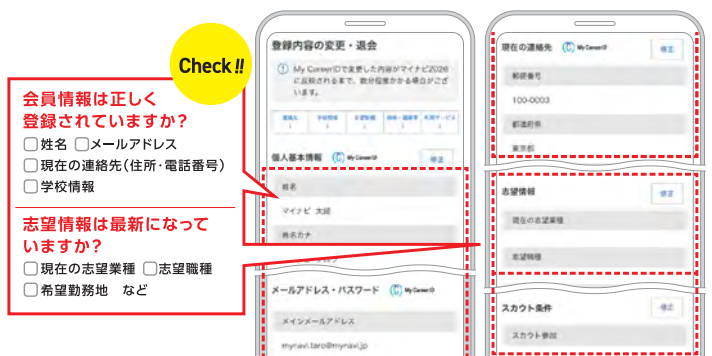 Check!!
会員情報は正しく
登録されていますか?
□姓名 □メールアドレス
□現在の連絡先(住所・電話番号)
□学校情報
志望情報は最新になって
いますか?
□現在の志望業種 □志望職種
□希望勤務地 など
登録内容の変更・退会
My CareerIDで変更した内容がマイナビ2026
に反映されるまで、数分程度かかる場合がござ
います。
連絡先 学校情報 志望情報
個人基本情報 My CareerID 修正
姓名
マイナビ 太郎
姓名カナ
メールアドレス・パスワード My CareerID
メインメールアドレス
mynavi.taro@mynavi.jp
現在の連絡先 My CareerID 修正
郵便番号
100-0003
都道府県
東京都
志望情報 修正
現在の志望業種
志望職種
スカウト条件 修正
スカウト参加